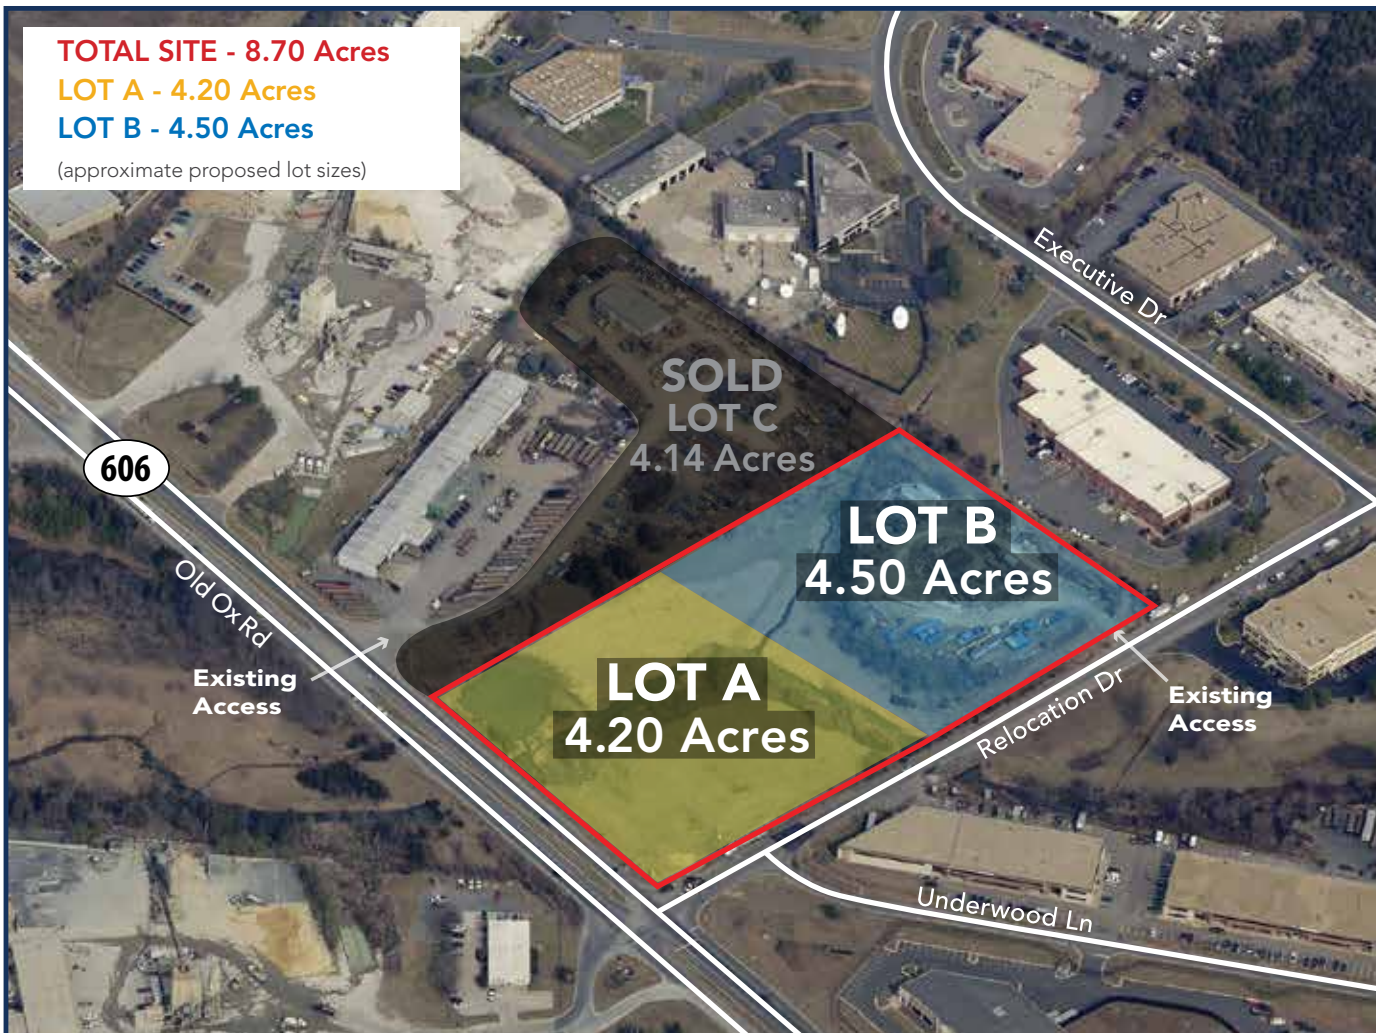 TOTAL SITE - 8.70 Acres
LOT A - 4.20 Acres
LOT B - 4.50 Acres
(approximate proposed lot sizes)
Executive Dr
SOLD
LOT C
4.14 Acres
606
LOT B
4.50 Acres
Old Ox Rd
Existing
Access
LOT A
4.20 Acres
Relocation Dr
Existing
Access
Underwood Ln